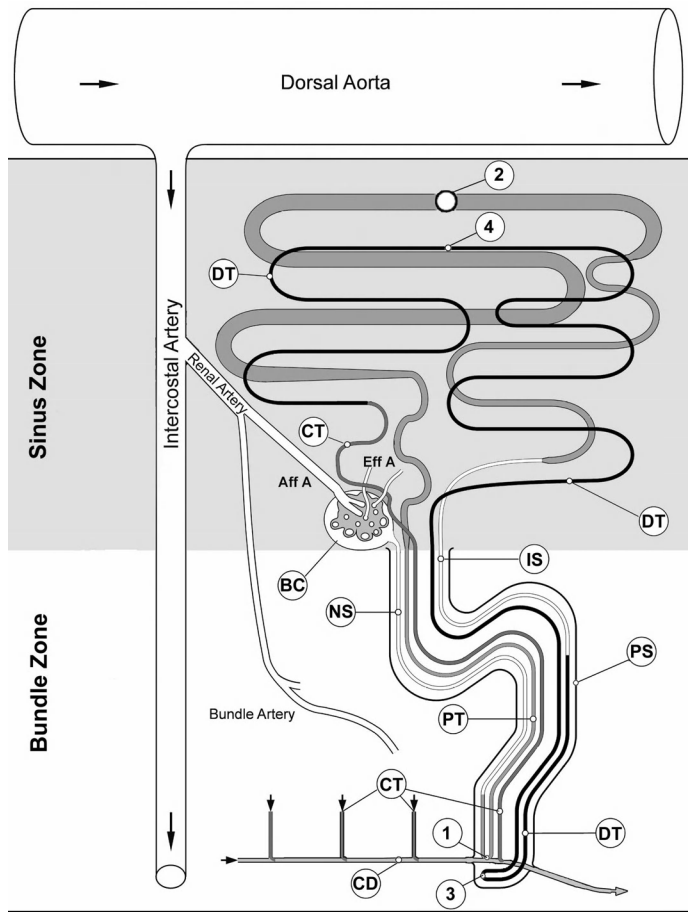 Dorsal Aorta
2
4
DT
Sinus Zone
Intercostal Artery
Renal Artery
CT
Eff A
Aff A
DT
BC
IS
NS
Bundle Zone
PS
Bundle Artery
PT
CT
1
DT
CD
3